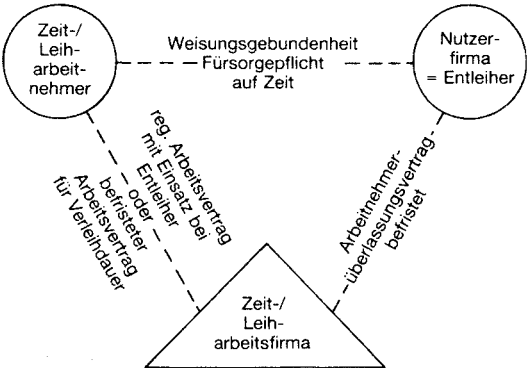 Zeit-/
Leih-
arbeit-
nehmer
Weisungsgebundenheit
Fürsorgepflicht
auf Zeit
Nutzer-
firma
= Entleiher
reg. Arbeitsvertrag
mit Einsatz bei
Entleiher
oder
befristeter
Arbeitsvertrag
für Verleihdauer
Arbeitnehmer-
überlassungsvertrag
befristet
Zeit-/
Leih-
arbeitsfirma